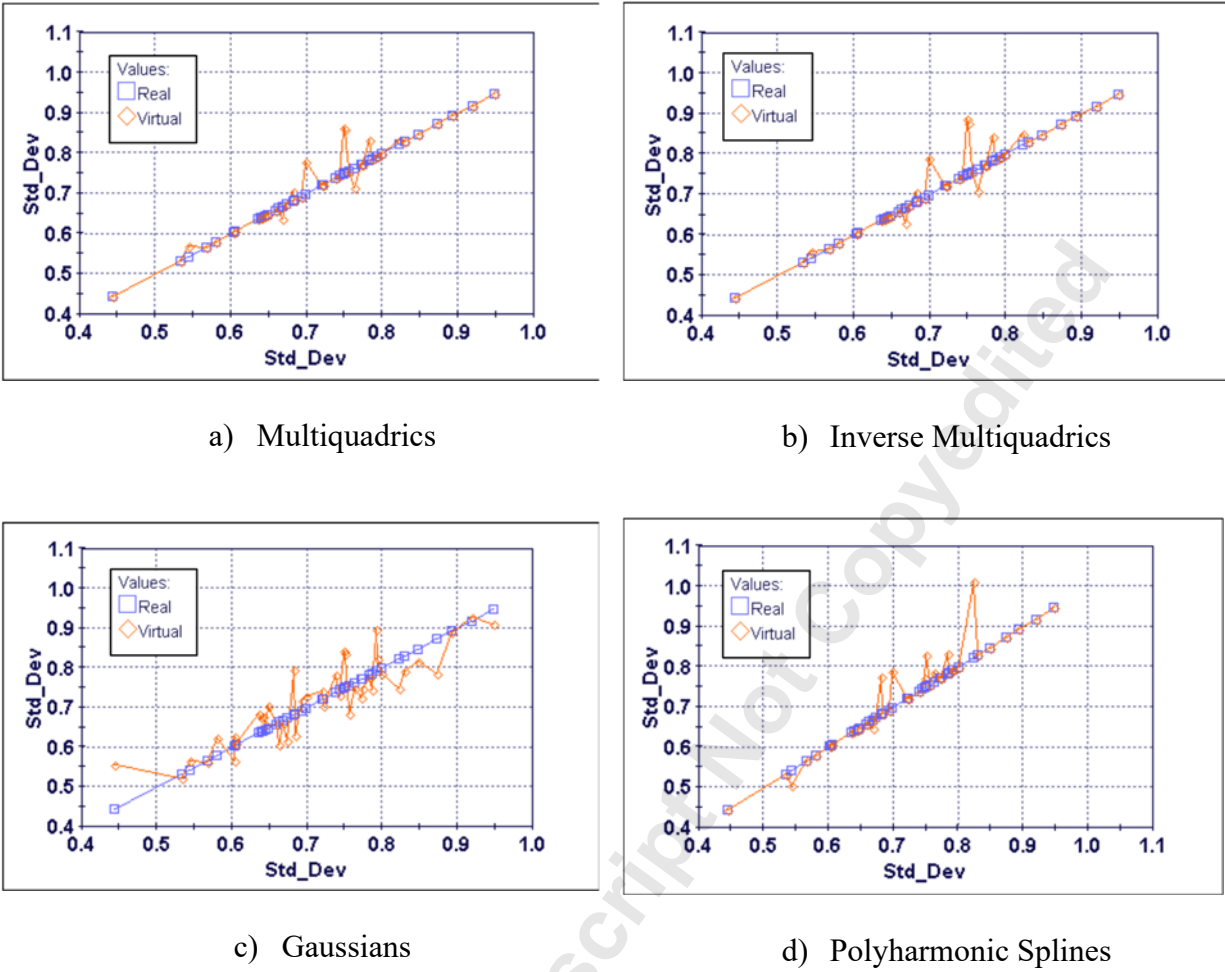 1.1
1.0
0.9
0.8
0.7
0.6
0.5
0.4
Std_Dev
Values:
Real
Virtual
0.4 0.5 0.6 0.7 0.8 0.9 1.0
Std_Dev
a) Multiquadrics
1.1
1.0
0.9
0.8
0.7
0.6
0.5
0.4
Std_Dev
Values:
Real
Virtual
0.4 0.5 0.6 0.7 0.8 0.9 1.0
Std_Dev
b) Inverse Multiquadrics
1.1
1.0
0.9
0.8
0.7
0.6
0.5
0.4
Std_Dev
Values:
Real
Virtual
0.4 0.5 0.6 0.7 0.8 0.9 1.0
Std_Dev
c) Gaussians
1.1
1.0
0.9
0.8
0.7
0.6
0.5
0.4
Std_Dev
Values:
Real
Virtual
0.4 0.5 0.6 0.7 0.8 0.9 1.0 1.1
Std_Dev
d) Polyharmonic Splines
script Not Copyedited